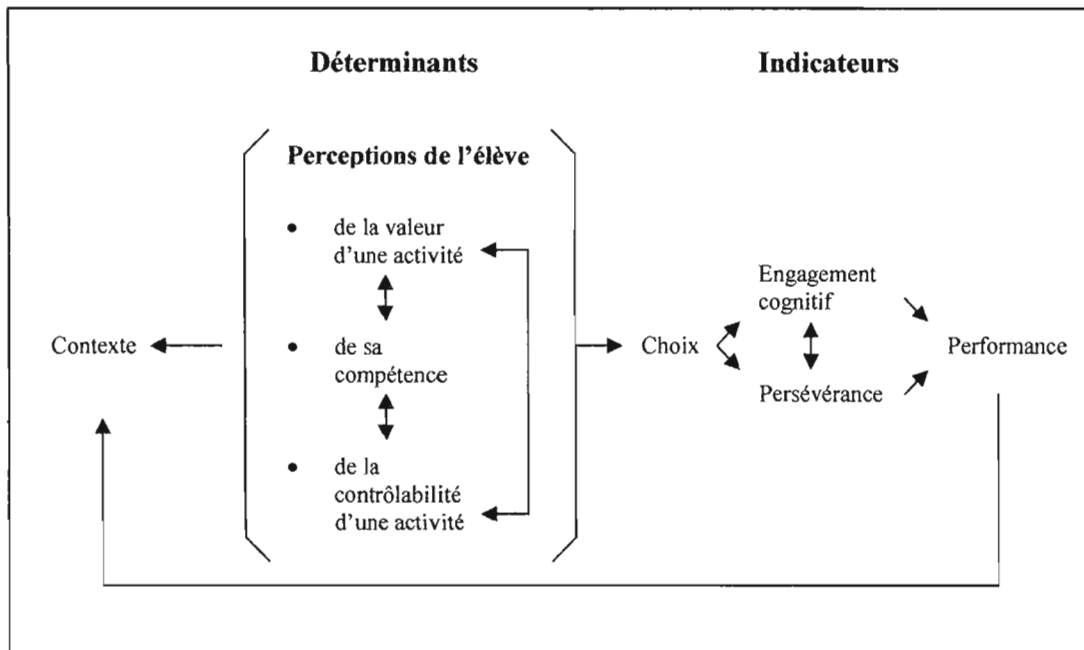 Déterminants
Indicateurs
Perceptions de l'élève
• de la valeur
d'une activité
• de sa
compétence
• de la
contrôlabilité
d'une activité
Contexte
Choix
Engagement
cognitif
Persévérance
Performance